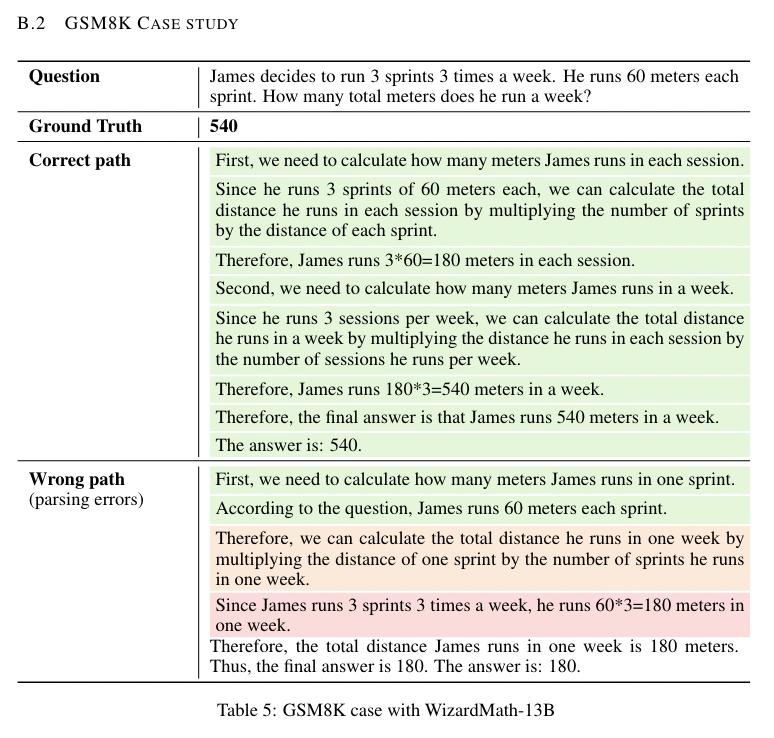 B.2 GSM8K CASE STUDY
Question
James decides to run 3 sprints 3 times a week. He runs 60 meters each
sprint. How many total meters does he run a week?
Ground Truth
540
Correct path
First, we need to calculate how many meters James runs in each session.
Since he runs 3 sprints of 60 meters each, we can calculate the total
distance he runs in each session by multiplying the number of sprints
by the distance of each sprint.
Therefore, James runs 3*60=180 meters in each session.
Second, we need to calculate how many meters James runs in a week.
Since he runs 3 sessions per week, we can calculate the total distance
he runs in a week by multiplying the distance he runs in each session by
the number of sessions he runs per week.
Therefore, James runs 180*3=540 meters in a week.
Therefore, the final answer is that James runs 540 meters in a week.
The answer is: 540.
Wrong path
(parsing errors)
First, we need to calculate how many meters James runs in one sprint.
According to the question, James runs 60 meters each sprint.
Therefore, we can calculate the total distance he runs in one week by
multiplying the distance of one sprint by the number of sprints he runs
in one week.
Since James runs 3 sprints 3 times a week, he runs 60*3=180 meters in
one week.
Therefore, the total distance James runs in one week is 180 meters.
Thus, the final answer is 180. The answer is: 180.
Table 5: GSM8K case with WizardMath-13B